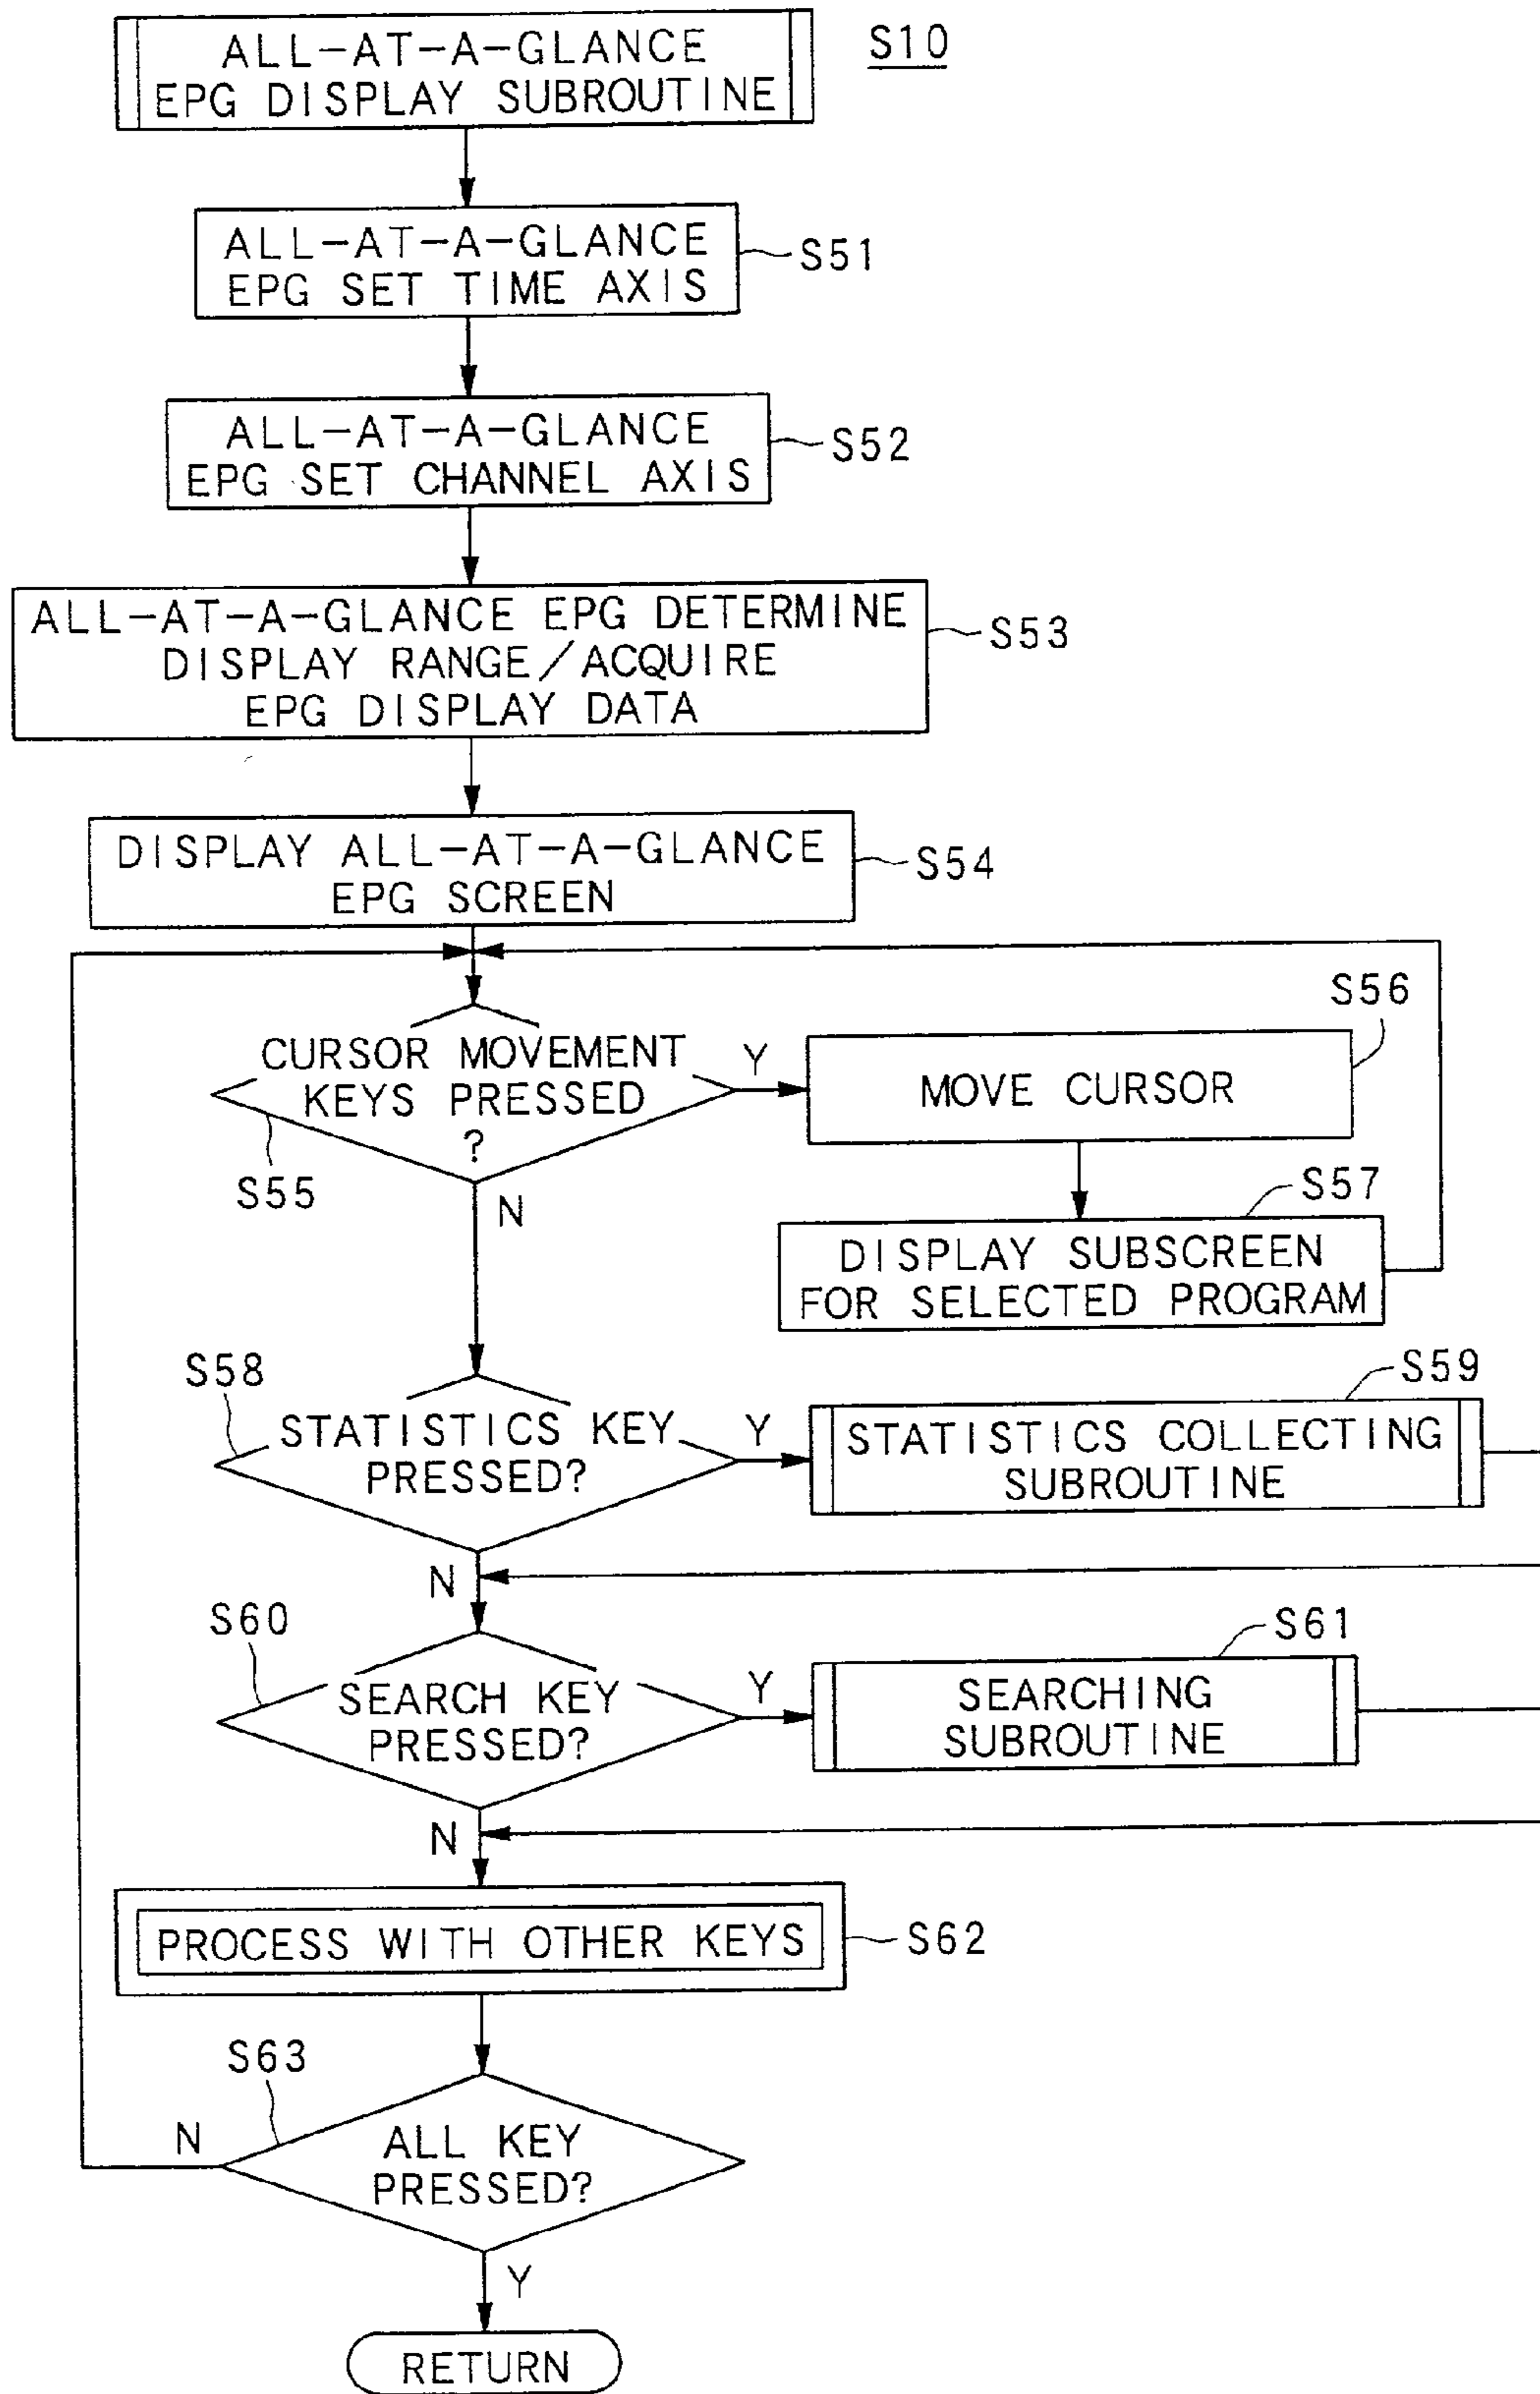 ALL-AT-A-GLANCE
EPG DISPLAY SUBROUTINE
S10
ALL-AT-A-GLANCE
EPG SET TIME AXIS
S51
ALL-AT-A-GLANCE
EPG SET CHANNEL AXIS
S52
ALL-AT-A-GLANCE EPG DETERMINE
DISPLAY RANGE/ACQUIRE
EPG DISPLAY DATA
S53
DISPLAY ALL-AT-A-GLANCE
EPG SCREEN
S54
CURSOR MOVEMENT
KEYS PRESSED
?
S55
Y
N
MOVE CURSOR
S56
DISPLAY SUBSCREEN
FOR SELECTED PROGRAM
S57
S58
STATISTICS KEY
PRESSED?
Y
N
STATISTICS COLLECTING
SUBROUTINE
S59
S60
SEARCH KEY
PRESSED?
Y
N
SEARCHING
SUBROUTINE
S61
PROCESS WITH OTHER KEYS
S62
S63
N
ALL KEY
PRESSED?
Y
RETURN